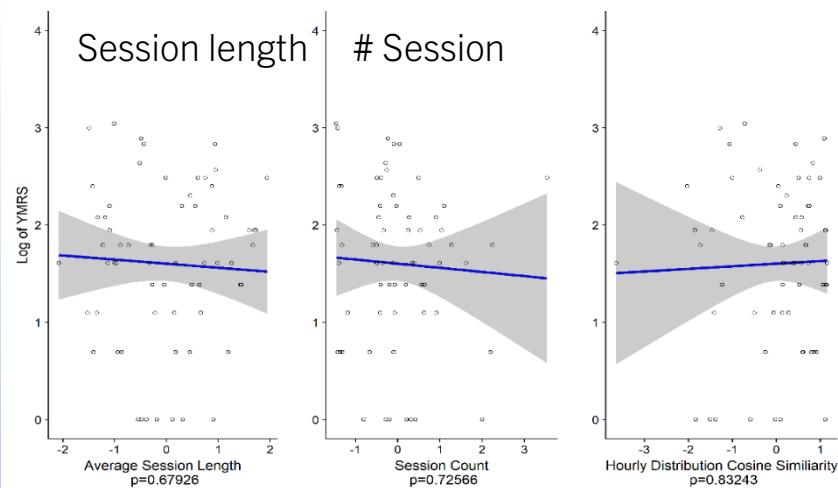 Session length
# Session
4
3
2
1
0
Log of YMRS
-2 -1 0 1 2
Average Session Length
p=0.67926
4
3
2
1
0
-1 0 1 2 3
Session Count
p=0.72566
4
3
2
1
0
-3 -2 -1 0 1
Hourly Distribution Cosine Similiarity
p=0.83243